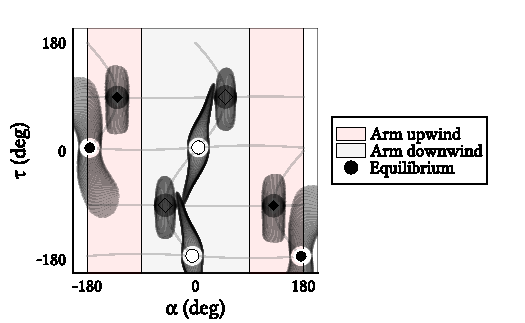 180
0
-180
τ (deg)
-180
0
180
α (deg)
Arm upwind
Arm downwind
Equilibrium